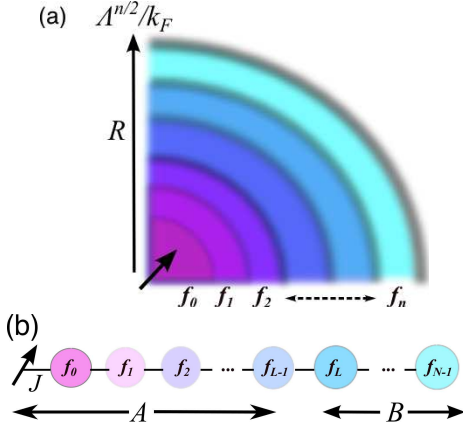 (a) Λ^{n/2}/k_F
R
f_0 f_1 f_2 f_n
(b)
J f_0 f_1 f_2 ... f_{L-1} f_L ... f_{N-1}
A B